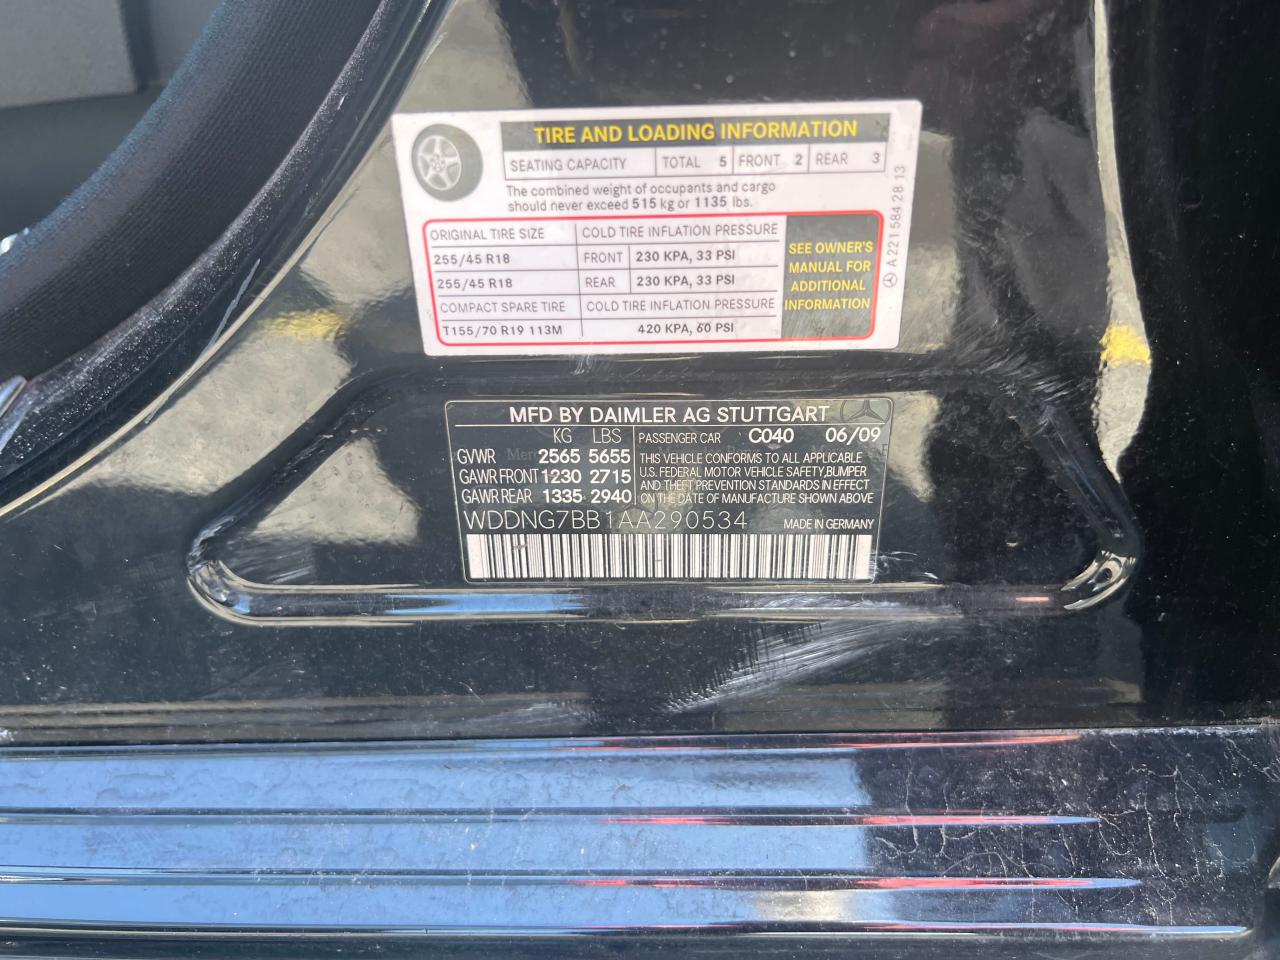 TIRE AND LOADING INFORMATION
SEATING CAPACITY TOTAL 5 FRONT 2 REAR 3
The combined weight of occupants and cargo
should never exceed 515 kg or 1135 lbs.
ORIGINAL TIRE SIZE COLD TIRE INFLATION PRESSURE
255/45 R18 FRONT 230 KPA, 33 PSI
255/45 R18 REAR 230 KPA, 33 PSI
COMPACT SPARE TIRE COLD TIRE INFLATION PRESSURE
T155/70 R19 113M 420 KPA, 60 PSI
SEE OWNER'S
MANUAL FOR
ADDITIONAL
INFORMATION
A 221 584 28 13
MFD BY DAIMLER AG STUTTGART
KG LBS PASSENGER CAR C040 06/09
GVWR 2565 5655
GAWR FRONT 1230 2715
GAWR REAR 1335 2940
THIS VEHICLE CONFORMS TO ALL APPLICABLE
U.S. FEDERAL MOTOR VEHICLE SAFETY, BUMPER
AND THEFT PREVENTION STANDARDS IN EFFECT
ON THE DATE OF MANUFACTURE SHOWN ABOVE
WDDNG7BB1AA290534 MADE IN GERMANY